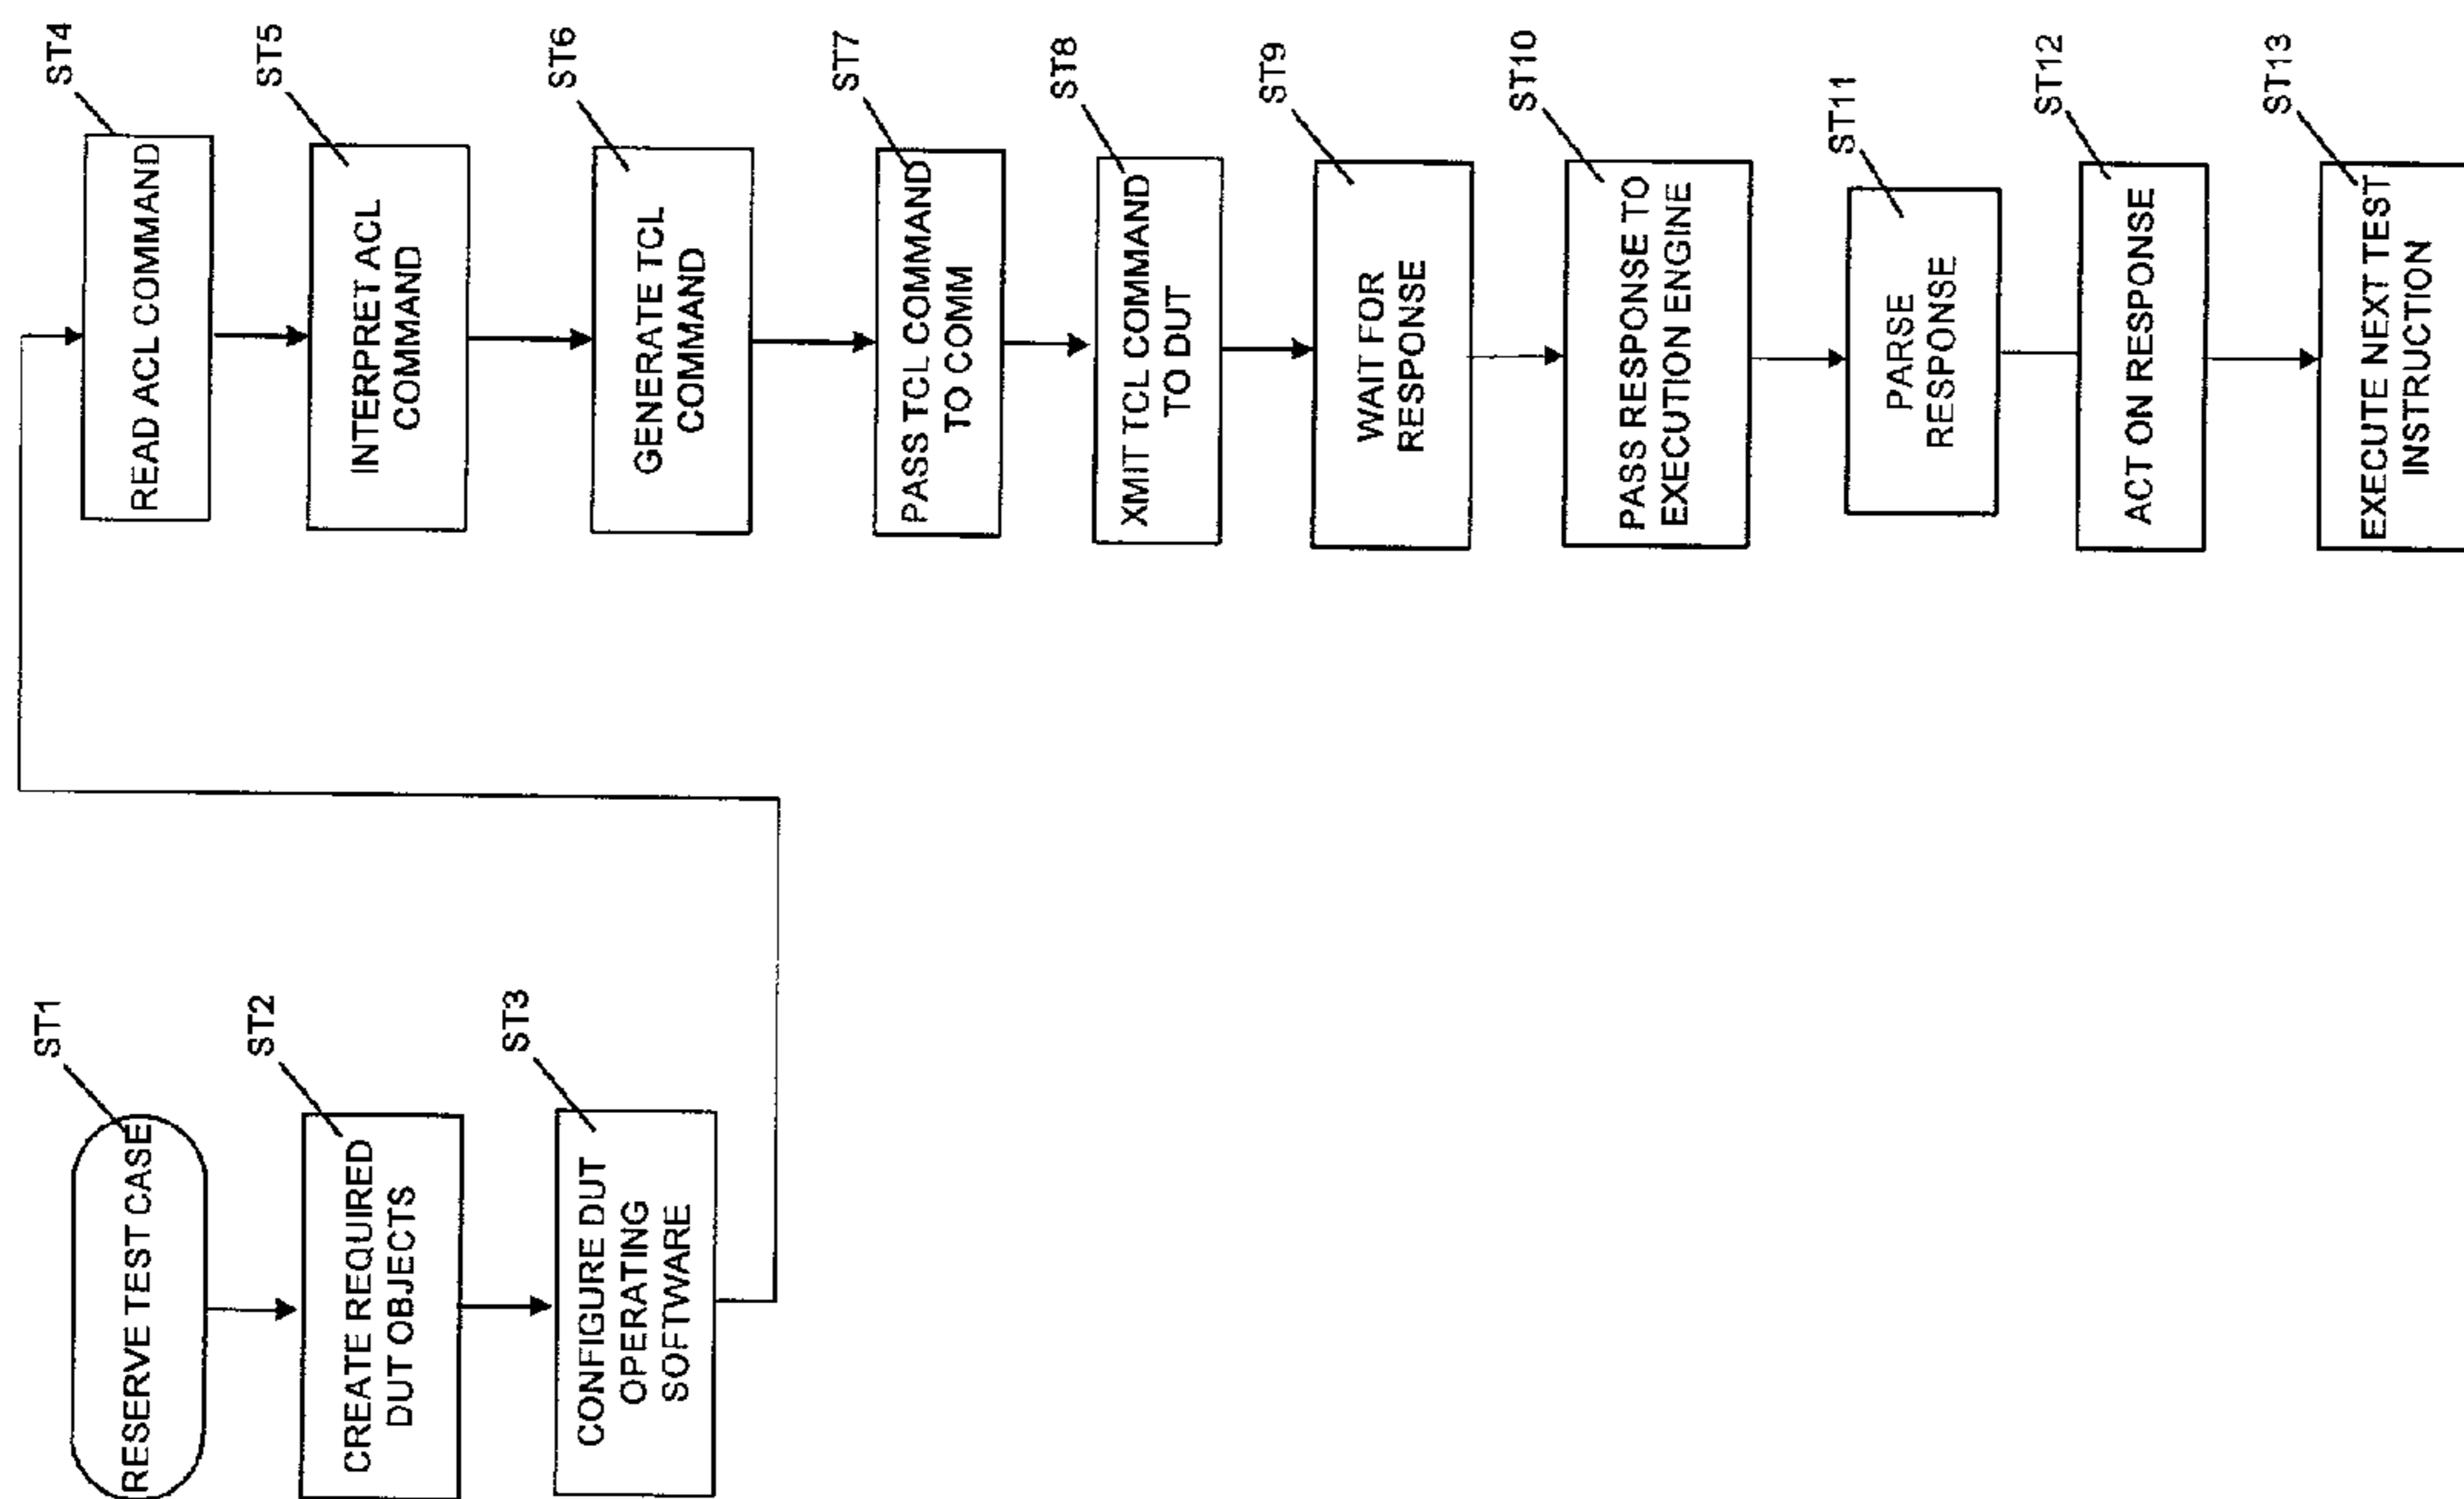 ST1
RESERVE TEST CASE
ST2
CREATE REQUIRED
DUT OBJECTS
ST3
CONFIGURE DUT
OPERATING
SOFTWARE
ST4
READ ACL COMMAND
ST5
INTERPRET ACL
COMMAND
ST6
GENERATE TCL
COMMAND
ST7
PASS TCL COMMAND
TO COMM
ST8
XMIT TCL COMMAND
TO DUT
ST9
WAIT FOR
RESPONSE
ST10
PASS RESPONSE TO
EXECUTION ENGINE
ST11
PARSE
RESPONSE
ST12
ACT ON RESPONSE
ST13
EXECUTE NEXT TEST
INSTRUCTION